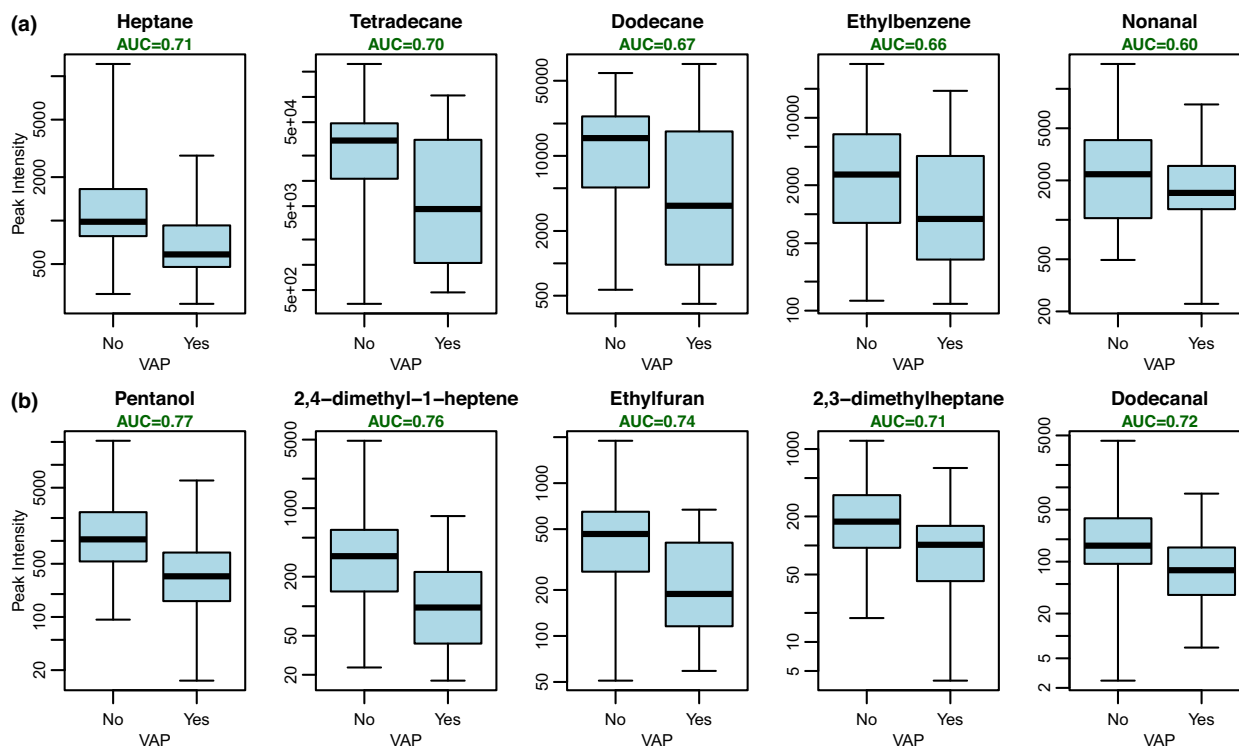 (a)
Heptane
AUC=0.71
Peak Intensity
5000
2000
500
No Yes
VAP
Tetradecane
AUC=0.70
5e+04
5e+03
5e+02
No Yes
VAP
Dodecane
AUC=0.67
50000
10000
2000
500
No Yes
VAP
Ethylbenzene
AUC=0.66
10000
2000
500
100
No Yes
VAP
Nonanal
AUC=0.60
5000
2000
500
200
No Yes
VAP
(b)
Pentanol
AUC=0.77
Peak Intensity
5000
500
100
20
No Yes
VAP
2,4−dimethyl−1−heptene
AUC=0.76
5000
1000
200
50
20
No Yes
VAP
Ethylfuran
AUC=0.74
1000
500
200
100
50
No Yes
VAP
2,3−dimethylheptane
AUC=0.71
1000
200
50
10
5
No Yes
VAP
Dodecanal
AUC=0.72
5000
500
100
20
5
2
No Yes
VAP